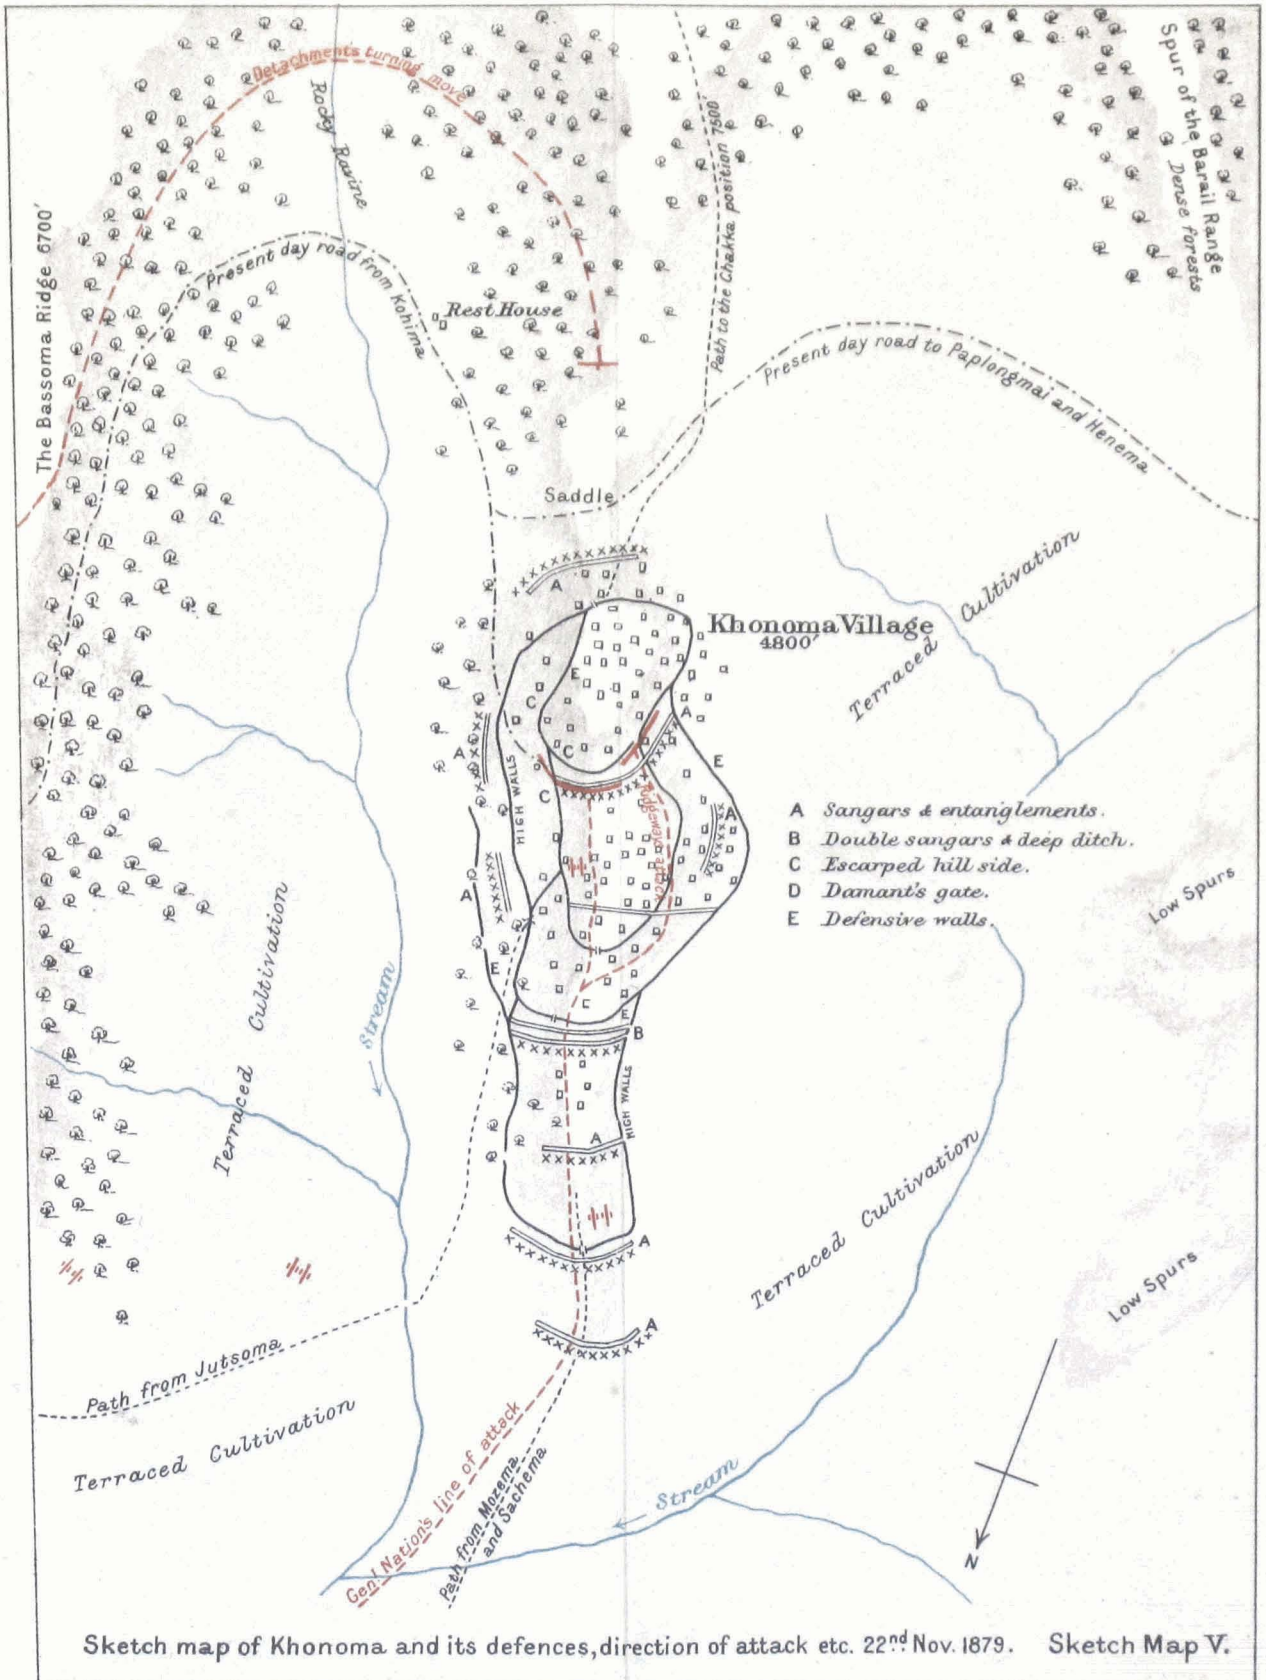 Detachment's turning move
Rocky Ravine
Path to the Chakka position 7500'
Spur of the Barail Range
Dense forests
The Bassoma Ridge 6700'
Present day road from Kohima
Rest House
Present day road to Paplongmai and Henema
Saddle
A
Khonoma Village
4800'
Terraced Cultivation
E
C
A
C
A
E
HIGH WALLS
C
A
A
E
E
B
HIGH WALLS
A
A
A
A Sangars & entanglements.
B Double sangars & deep ditch.
C Escarped hill side.
D Damant's gate.
E Defensive walls.
Low Spurs
Terraced Cultivation
Stream
Terraced Cultivation
Low Spurs
Path from Jutsoma
Terraced Cultivation
Genl Nation's line of attack
Path from Mozema
and Sachema
Stream
N
Sketch map of Khonoma and its defences, direction of attack etc. 22nd Nov. 1879. Sketch Map V.